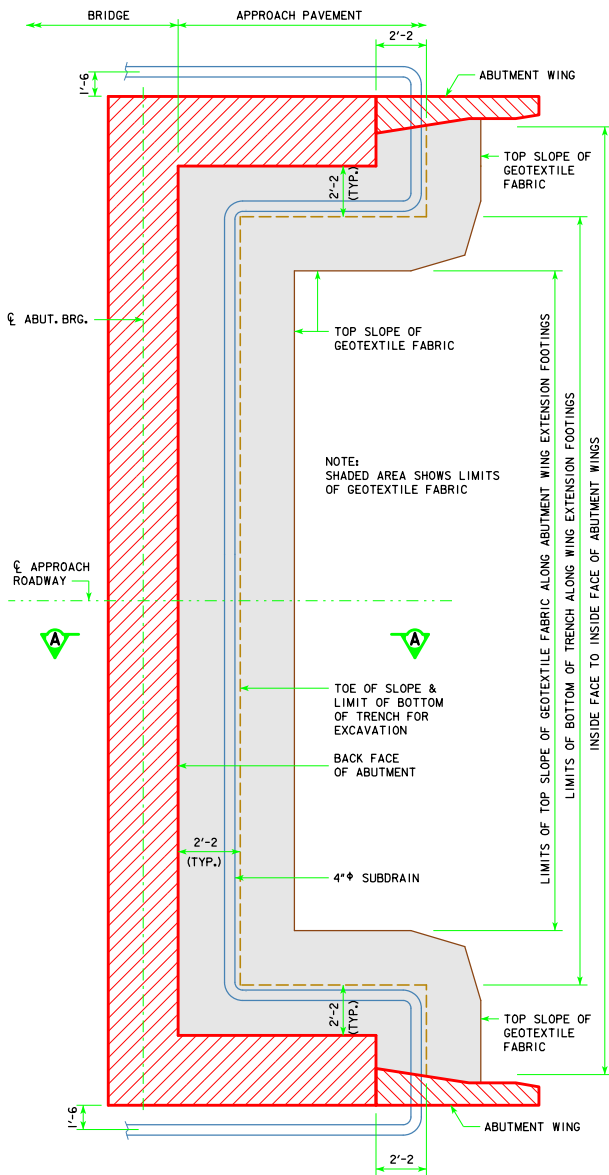 BRIDGE
APPROACH PAVEMENT
2'-2
1'-6
ABUTMENT WING
TOP SLOPE OF
GEOTEXTILE
FABRIC
2'-2
(TYP.)
℄ ABUT. BRG.
TOP SLOPE OF
GEOTEXTILE FABRIC
NOTE:
SHADED AREA SHOWS LIMITS
OF GEOTEXTILE FABRIC
LIMITS OF TOP SLOPE OF GEOTEXTILE FABRIC ALONG ABUTMENT WING EXTENSION FOOTINGS
LIMITS OF BOTTOM OF TRENCH ALONG WING EXTENSION FOOTINGS
INSIDE FACE TO INSIDE FACE OF ABUTMENT WINGS
℄ APPROACH
ROADWAY
A
A
TOE OF SLOPE &
LIMIT OF BOTTOM
OF TRENCH FOR
EXCAVATION
BACK FACE
OF ABUTMENT
2'-2
(TYP.)
4"Φ SUBDRAIN
2'-2
(TYP.)
TOP SLOPE OF
GEOTEXTILE
FABRIC
1'-6
ABUTMENT WING
2'-2